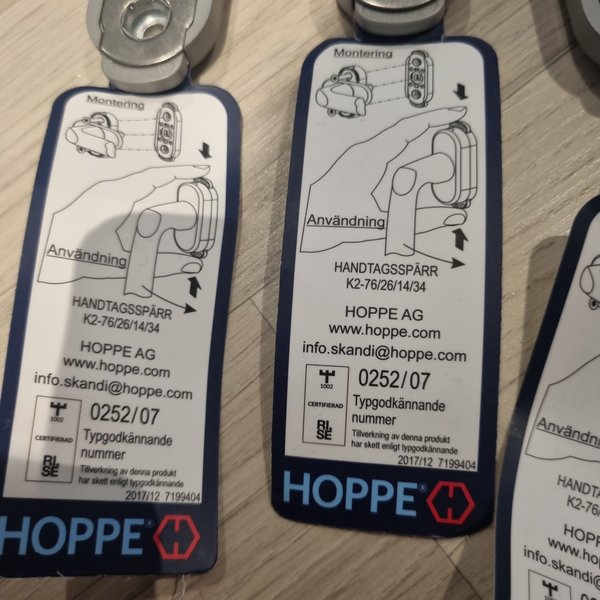 Montering
Användning
HANDTAGSSPÄRR
K2-76/26/14/34
HOPPE AG
www.hoppe.com
info.skandi@hoppe.com
1002
0252/07
CERTIFIERAD
Typgodkännande
nummer
RI.
SE
Tillverkning av denna produkt
har skett enligt typgodkännande
2017/12 7199404
HOPPE®
Montering
Användning
HANDTAGSSPÄRR
K2-76/26/14/34
HOPPE AG
www.hoppe.com
info.skandi@hoppe.com
1002
0252/07
CERTIFIERAD
Typgodkännande
nummer
RI.
SE
Tillverkning av denna produkt
har skett enligt typgodkännande
2017/12 7199404
HOPPE®